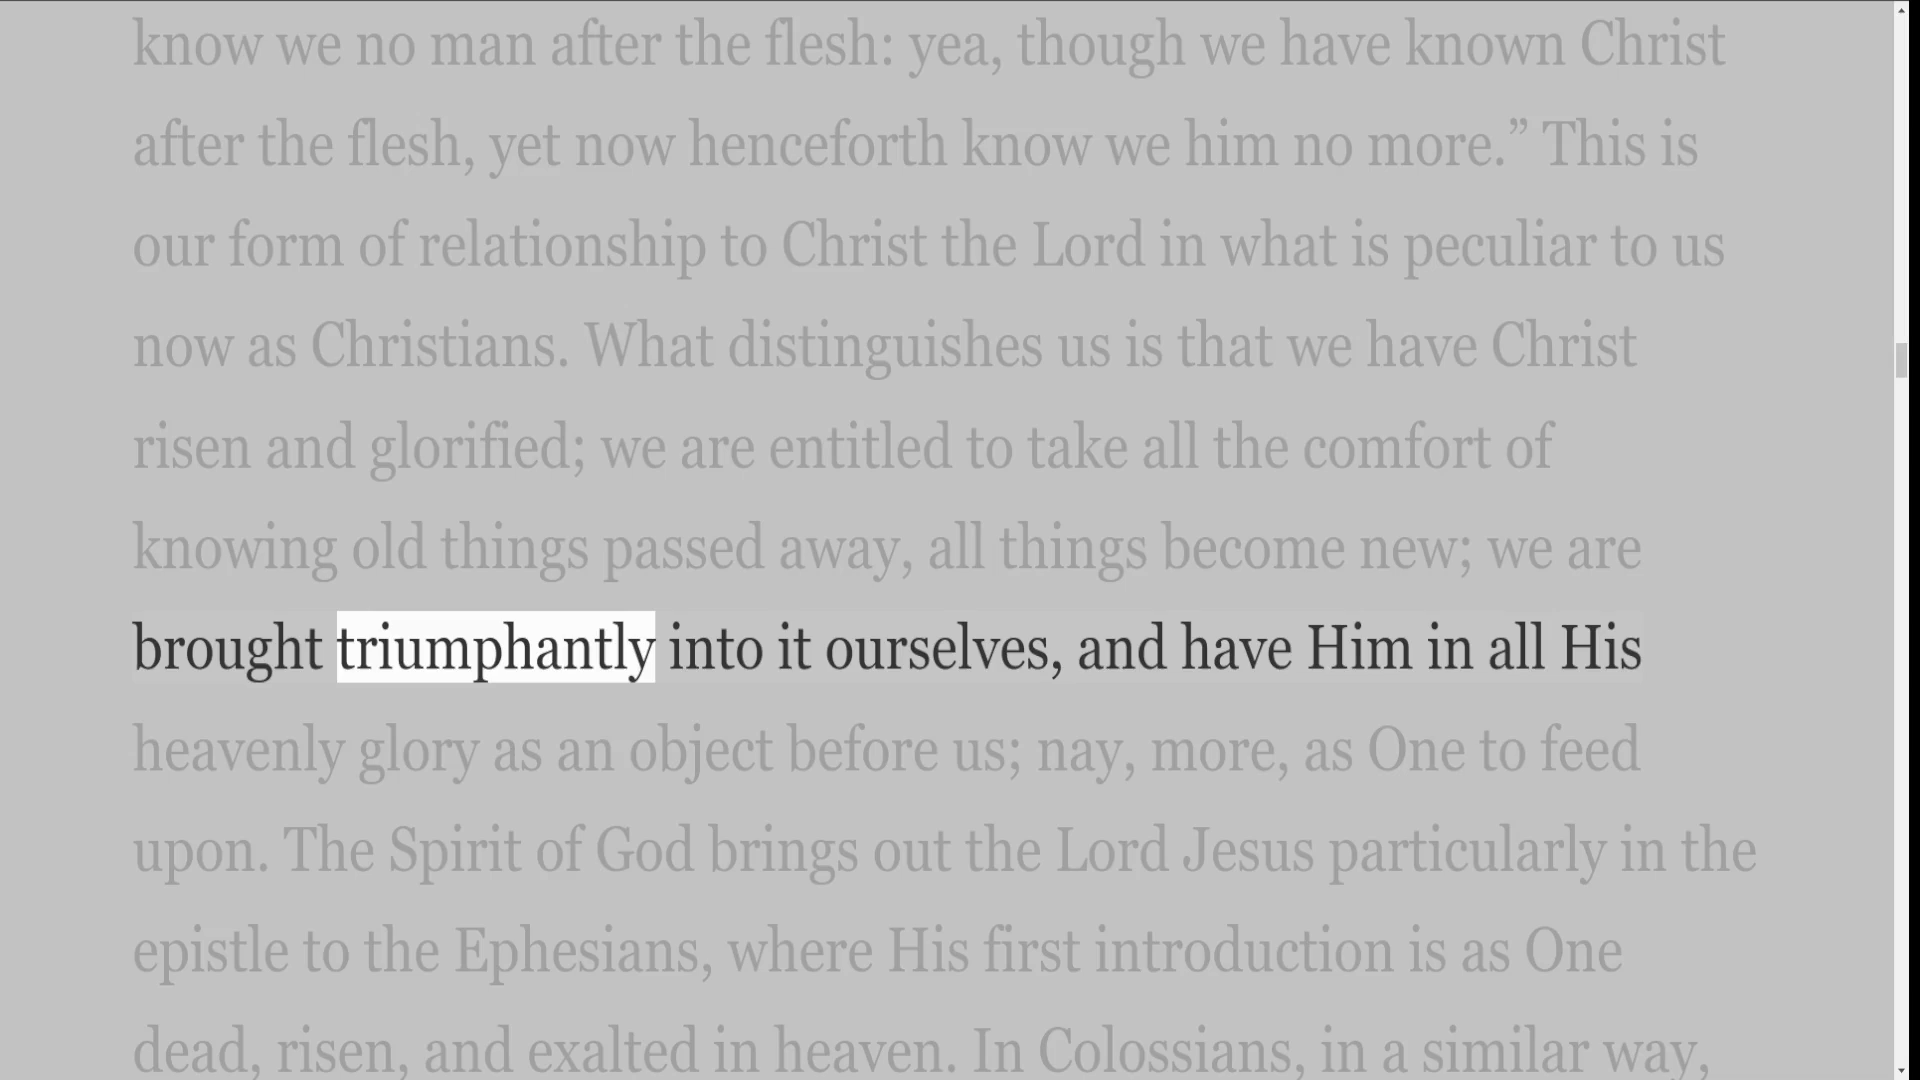 know we no man after the flesh: yea, though we have known Christ
after the flesh, yet now henceforth know we him no more.” This is
our form of relationship to Christ the Lord in what is peculiar to us
now as Christians. What distinguishes us is that we have Christ
risen and glorified; we are entitled to take all the comfort of
knowing old things passed away, all things become new; we are
brought triumphantly into it ourselves, and have Him in all His
heavenly glory as an object before us; nay, more, as One to feed
upon. The Spirit of God brings out the Lord Jesus particularly in the
epistle to the Ephesians, where His first introduction is as One
dead, risen, and exalted in heaven. In Colossians, in a similar way,